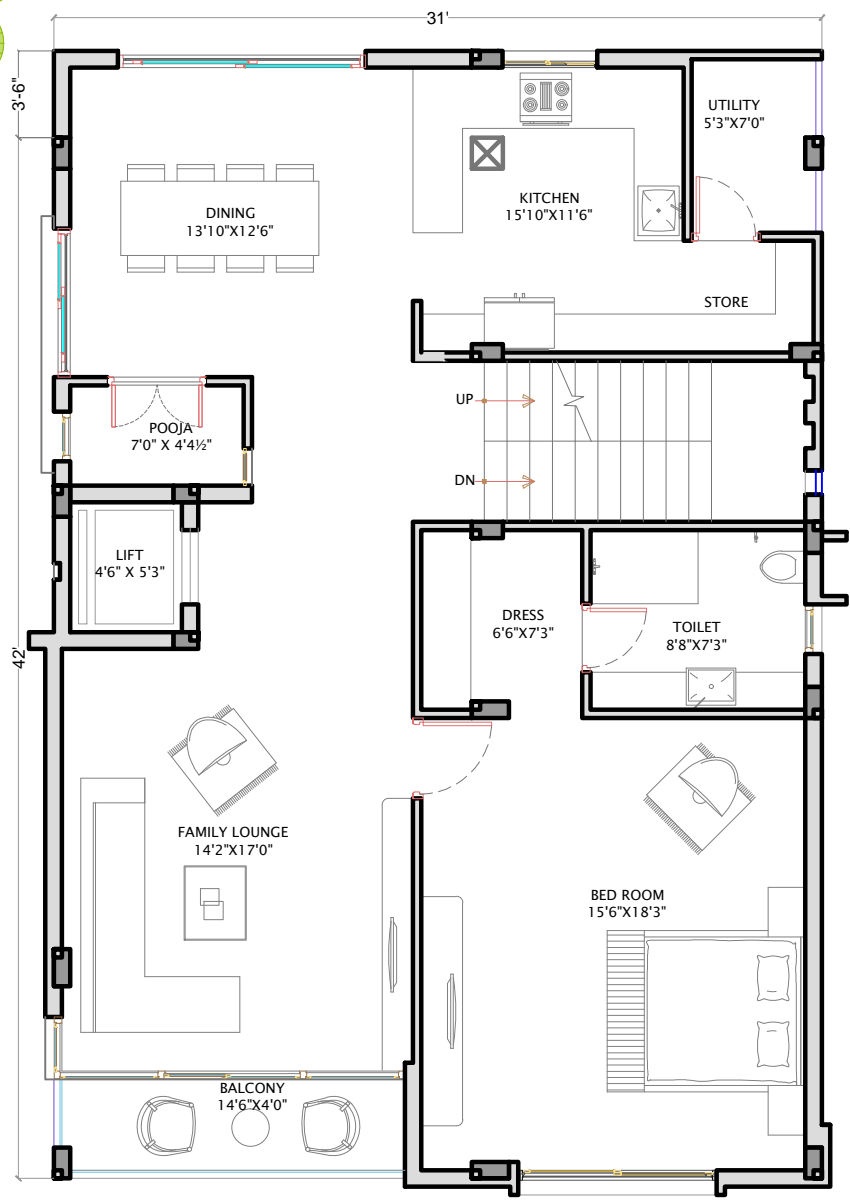 31'
3'-6"
UTILITY
5'3"X7'0"
DINING
13'10"X12'6"
KITCHEN
15'10"X11'6"
STORE
UP
POOJA
7'0" X 4'4½"
DN
LIFT
4'6" X 5'3"
DRESS
6'6"X7'3"
TOILET
8'8"X7'3"
42'
FAMILY LOUNGE
14'2"X17'0"
BED ROOM
15'6"X18'3"
BALCONY
14'6"X4'0"